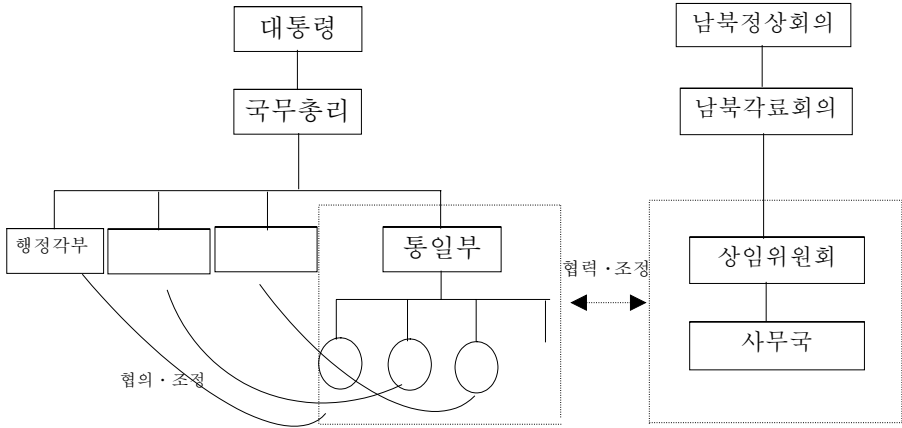 대통령
남북정상회의
국무총리
남북각료회의
행정각부
통일부
협력·조정
상임위원회
사무국
협의·조정